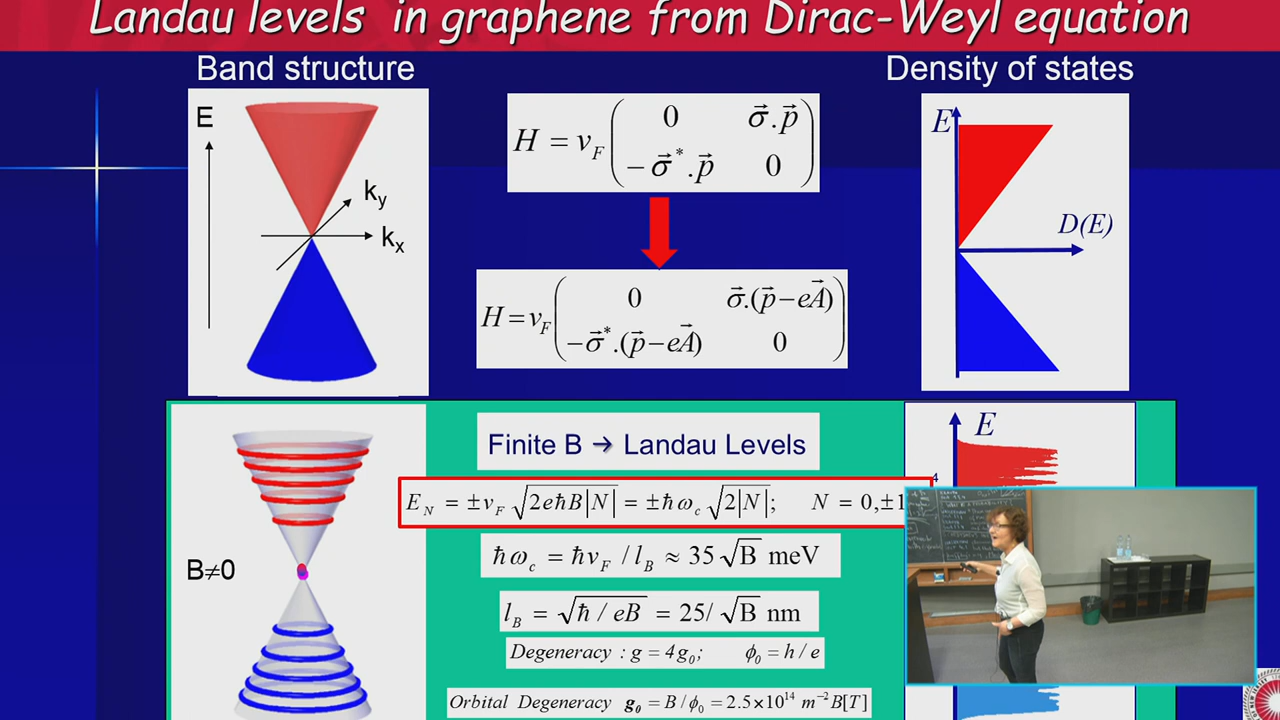 Landau levels in graphene from Dirac-Weyl equation
Band structure
Density of states
E
k_y
k_x
H = v_F ( 0 σ⃗.p⃗
−σ⃗*.p⃗ 0 )
E
D(E)
H = v_F ( 0 σ⃗.(p⃗−eA⃗)
−σ⃗*.(p⃗−eA⃗) 0 )
Finite B → Landau Levels
E
4
E_N = ±v_F √(2eħB|N|) = ±ħω_c √(2|N|); N = 0,±1
B≠0
ħω_c = ħv_F / l_B ≈ 35 √B meV
l_B = √(ħ / eB) = 25/ √B nm
Degeneracy : g = 4g_0; ϕ_0 = h / e
Orbital Degeneracy g_0 = B / ϕ_0 = 2.5×10^14 m^−2 B[T]